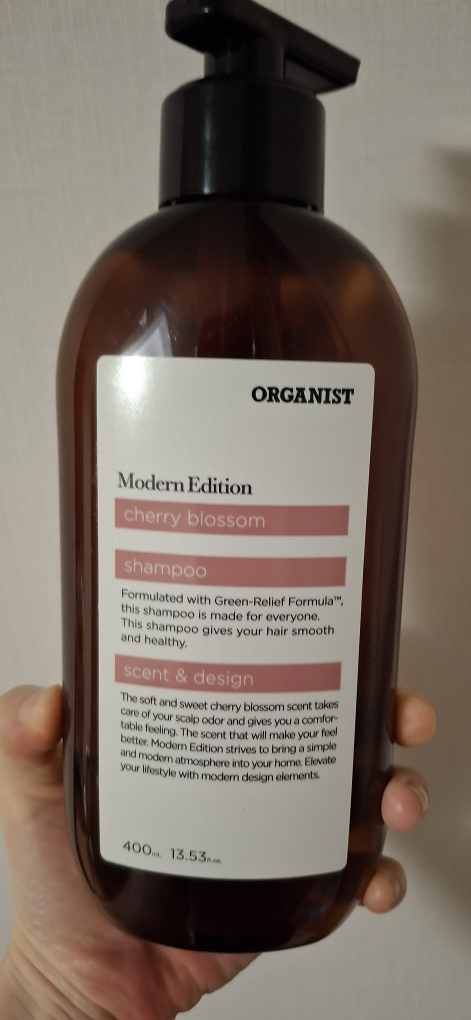 ORGANIST
Modern Edition
cherry blossom
shampoo
Formulated with Green-Relief Formula™,
this shampoo is made for everyone.
This shampoo gives your hair smooth
and healthy.
scent & design
The soft and sweet cherry blossom scent takes
care of your scalp odor and gives you a comfor-
table feeling. The scent that will make your feel
better. Modern Edition strives to bring a simple
and modern atmosphere into your home. Elevate
your lifestyle with modern design elements.
400mL 13.53fl.oz.